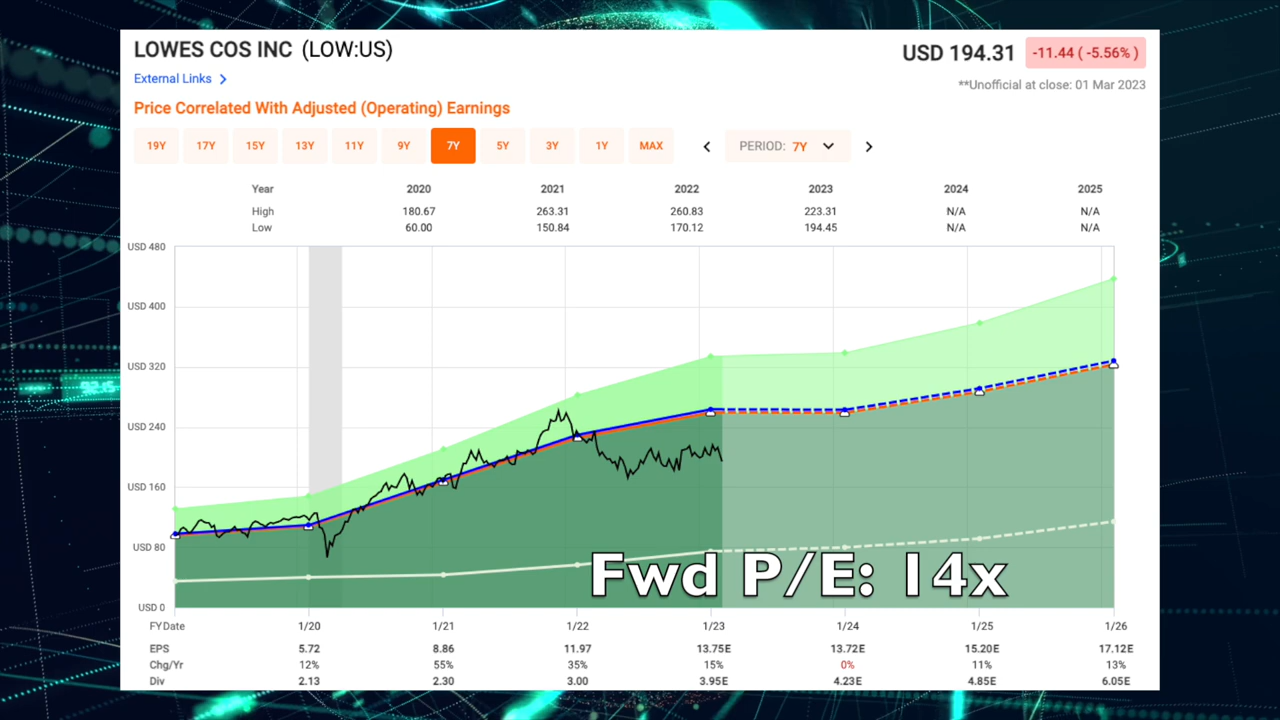 LOWES COS INC (LOW:US)
USD 194.31 -11.44 ( -5.56% )
External Links
**Unofficial at close: 01 Mar 2023
Price Correlated With Adjusted (Operating) Earnings
19Y 17Y 15Y 13Y 11Y 9Y 7Y 5Y 3Y 1Y MAX PERIOD: 7Y
Year 2020 2021 2022 2023 2024 2025
High 180.67 263.31 260.83 223.31 N/A N/A
Low 60.00 150.84 170.12 194.45 N/A N/A
USD 480
USD 400
USD 320
USD 240
USD 160
USD 80
USD 0
Fwd P/E: 14x
FYDate 1/20 1/21 1/22 1/23 1/24 1/25 1/26
EPS 5.72 8.86 11.97 13.75E 13.72E 15.20E 17.12E
Chg/Yr 12% 55% 35% 15% 0% 11% 13%
Div 2.13 2.30 3.00 3.95E 4.23E 4.85E 6.05E